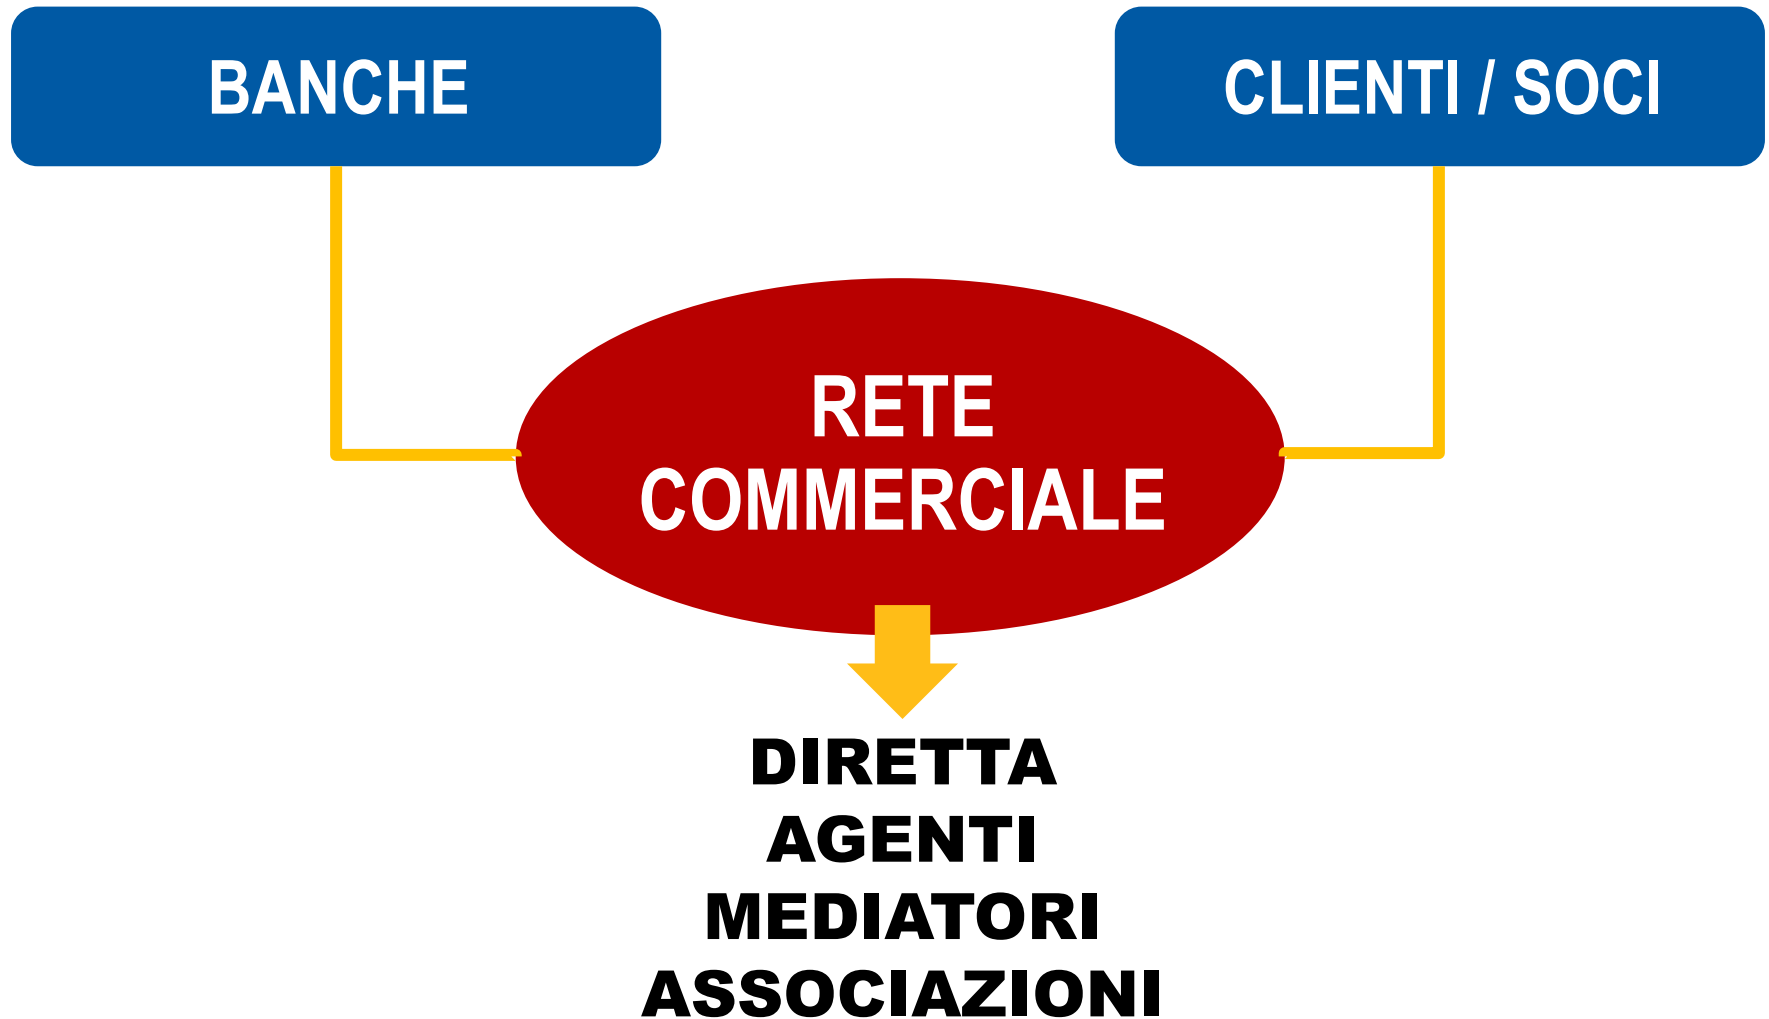 BANCHE
CLIENTI / SOCI
RETE
COMMERCIALE
DIRETTA
AGENTI
MEDIATORI
ASSOCIAZIONI